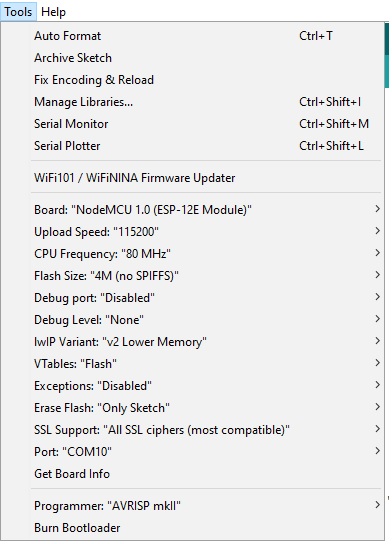 Tools Help
Auto Format Ctrl+T
Archive Sketch
Fix Encoding & Reload
Manage Libraries... Ctrl+Shift+I
Serial Monitor Ctrl+Shift+M
Serial Plotter Ctrl+Shift+L
WiFi101 / WiFiNINA Firmware Updater
Board: "NodeMCU 1.0 (ESP-12E Module)"
Upload Speed: "115200"
CPU Frequency: "80 MHz"
Flash Size: "4M (no SPIFFS)"
Debug port: "Disabled"
Debug Level: "None"
lwIP Variant: "v2 Lower Memory"
VTables: "Flash"
Exceptions: "Disabled"
Erase Flash: "Only Sketch"
SSL Support: "All SSL ciphers (most compatible)"
Port: "COM10"
Get Board Info
Programmer: "AVRISP mkII"
Burn Bootloader